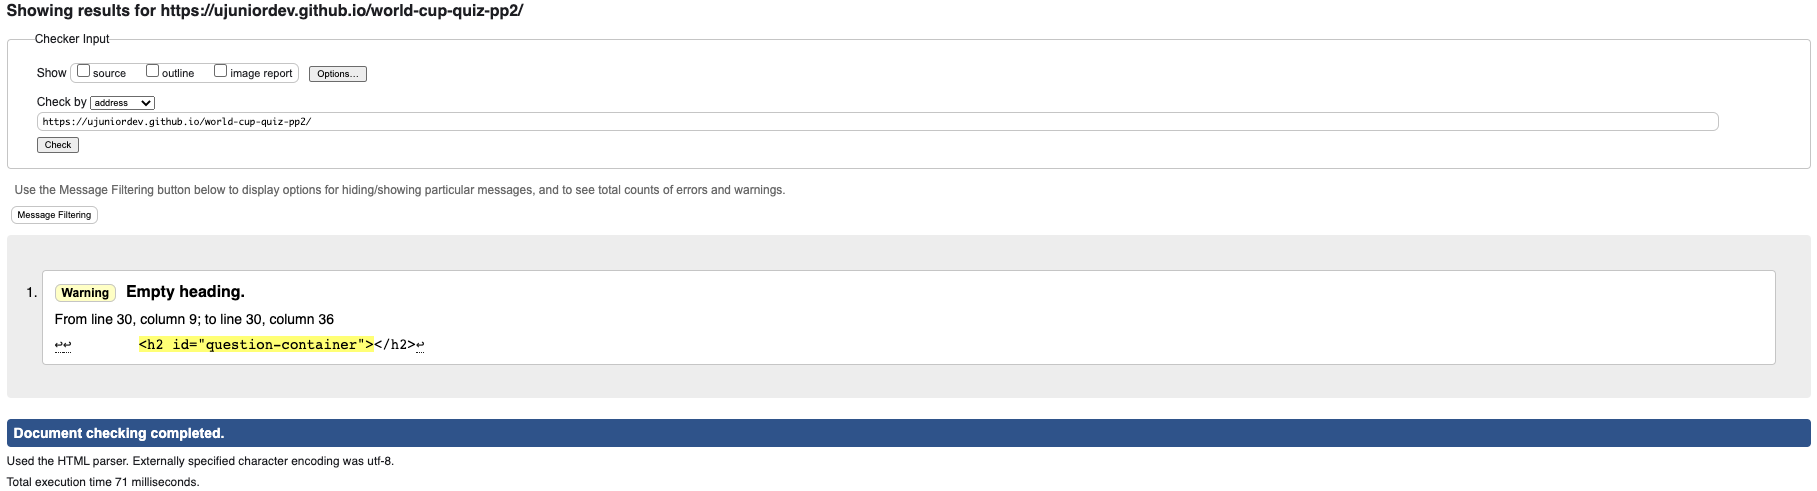 Showing results for https://ujuniordev.github.io/world-cup-quiz-pp2/
Checker Input
Show source outline image report Options...
Check by address
https://ujuniordev.github.io/world-cup-quiz-pp2/
Check
Use the Message Filtering button below to display options for hiding/showing particular messages, and to see total counts of errors and warnings.
Message Filtering
1. Warning Empty heading.
From line 30, column 9; to line 30, column 36
↩↩ <h2 id="question-container"></h2>↩
Document checking completed.
Used the HTML parser. Externally specified character encoding was utf-8.
Total execution time 71 milliseconds.